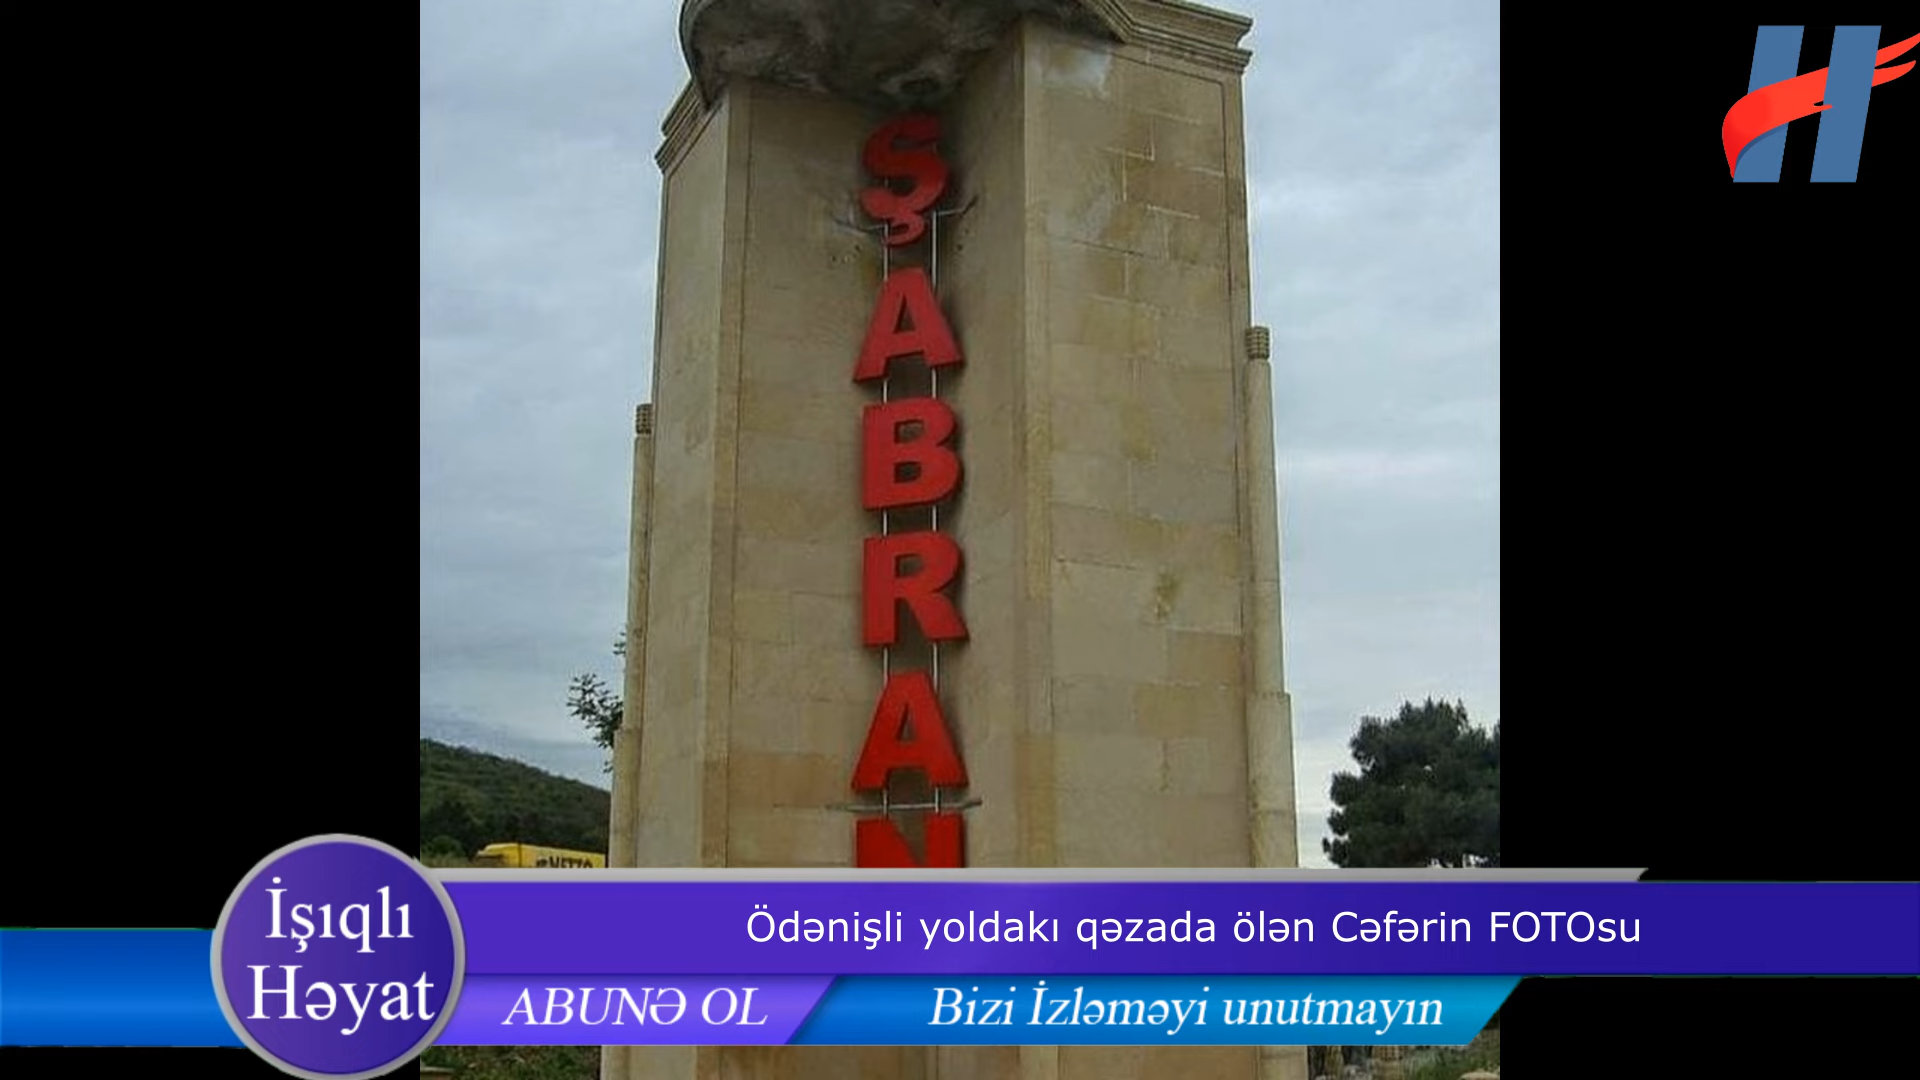 ŞABRAN
İşıqlı
Həyat
Ödənişli yoldakı qəzada ölən Cəfərin FOTOsu
ABUNƏ OL
Bizi İzləməyi unutmayın